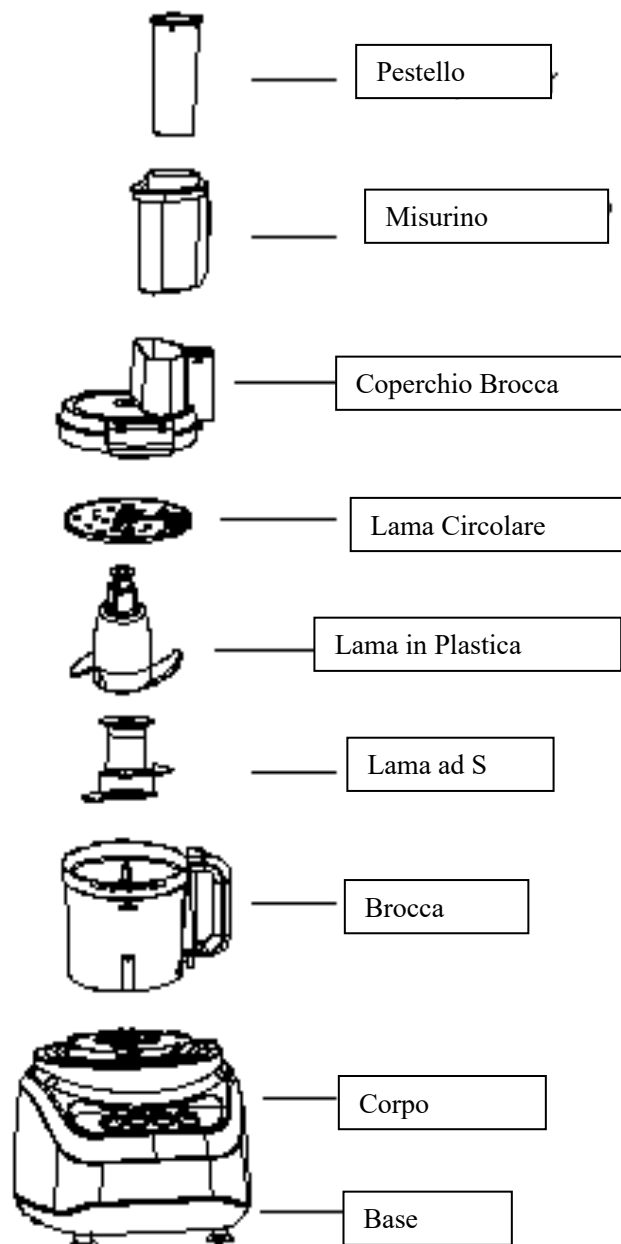 Pestello
Misurino
Coperchio Brocca
Lama Circolare
Lama in Plastica
Lama ad S
Brocca
Corpo
Base